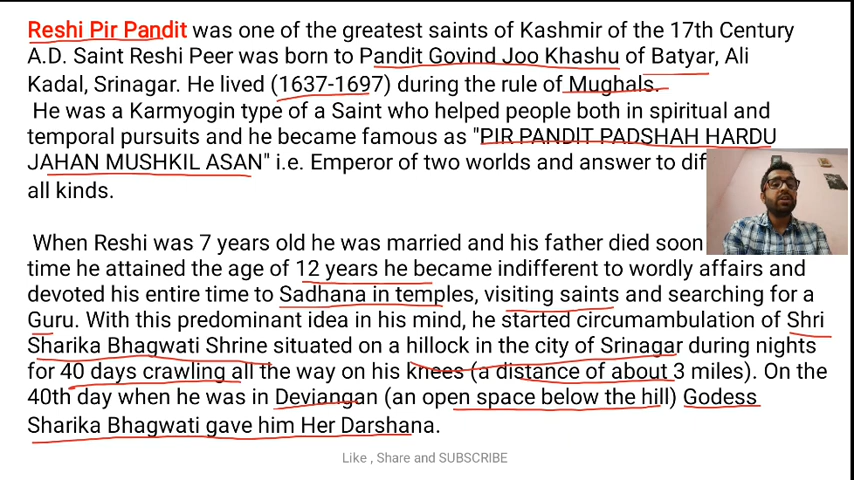 Reshi Pir Pandit was one of the greatest saints of Kashmir of the 17th Century
A.D. Saint Reshi Peer was born to Pandit Govind Joo Khashu of Batyar, Ali
Kadal, Srinagar. He lived (1637-1697) during the rule of Mughals.
He was a Karmyogin type of a Saint who helped people both in spiritual and
temporal pursuits and he became famous as "PIR PANDIT PADSHAH HARDU
JAHAN MUSHKIL ASAN" i.e. Emperor of two worlds and answer to
all kinds.
When Reshi was 7 years old he was married and his father died soon
time he attained the age of 12 years he became indifferent to wordly affairs and
devoted his entire time to Sadhana in temples, visiting saints and searching for a
Guru. With this predominant idea in his mind, he started circumambulation of Shri
Sharika Bhagwati Shrine situated on a hillock in the city of Srinagar during nights
for 40 days crawling all the way on his knees (a distance of about 3 miles). On the
40th day when he was in Deviangan (an open space below the hill) Godess
Sharika Bhagwati gave him Her Darshana.
Like , Share and SUBSCRIBE